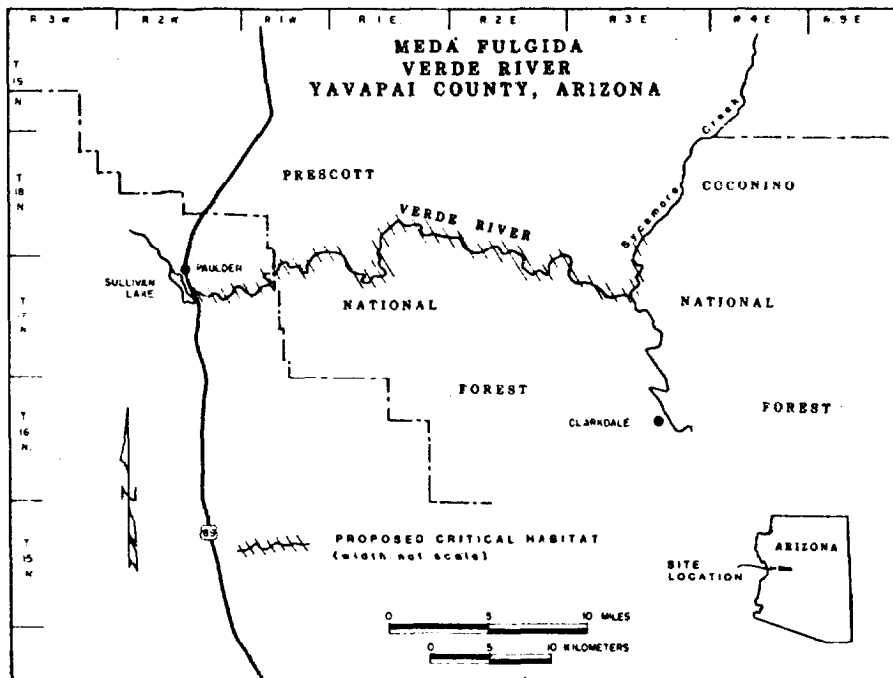 R. 3 W. R 2 W R 1 W R. 1 E. R. 2 E. R. 3 E R. 4 E R. 5 E
MEDA FULGIDA
VERDE RIVER
YAVAPAI COUNTY, ARIZONA
T
19
N
T
18
N
T
17
N
T
16
N.
T
15
N
PRESCOTT
COCONINO
Sycamore Creek
VERDE RIVER
PAULDEN
SULLIVAN
LAKE
NATIONAL NATIONAL
FOREST FOREST
CLARKDALE
89
PROPOSED CRITICAL HABITAT
(width not scale)
ARIZONA
SITE
LOCATION
0 5 10 MILES
0 5 10 KILOMETERS